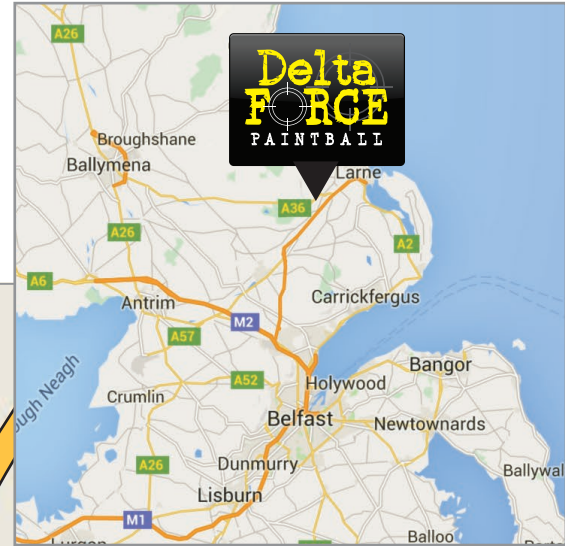 A26
Delta
FORCE
PAINTBALL
Broughshane
Ballymena
Larne
A36
A26
A2
A6
Antrim
Carrickfergus
M2
A57
ough Neagh
Bangor
A52
Holywood
Crumlin
Belfast
Newtownards
A26
Dunmurry
Ballywal
Lisburn
M1
Balloo
Lurgan